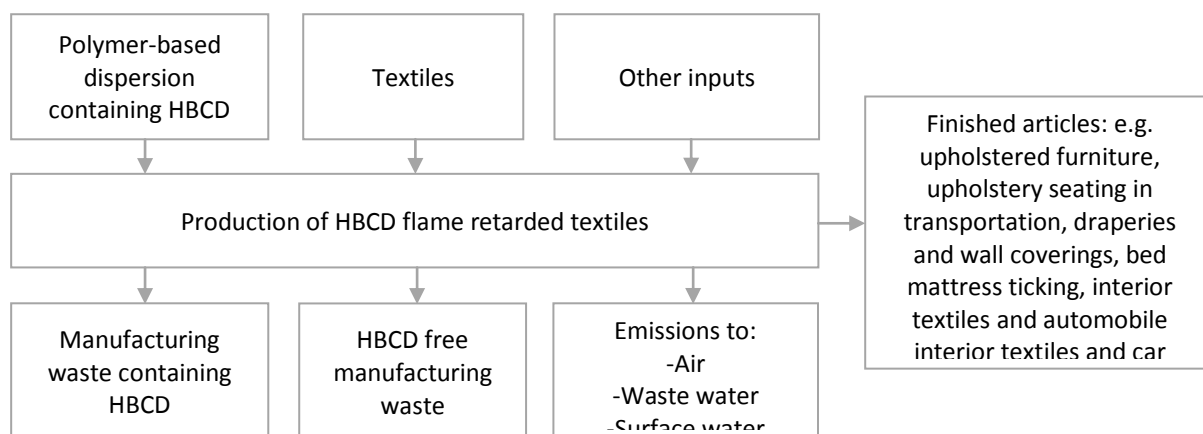 Polymer-based
dispersion
containing HBCD
Textiles
Other inputs
Production of HBCD flame retarded textiles
Finished articles: e.g.
upholstered furniture,
upholstery seating in
transportation, draperies
and wall coverings, bed
mattress ticking, interior
textiles and automobile
interior textiles and car
Manufacturing
waste containing
HBCD
HBCD free
manufacturing
waste
Emissions to:
-Air
-Waste water
-Surface water